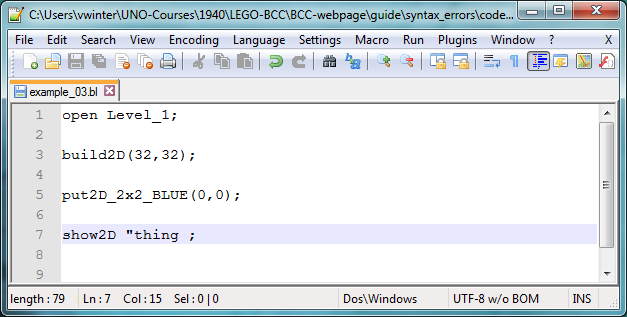 C:\Users\vwinter\UNO-Courses\1940\LEGO-BCC\BCC-webpage\guide\syntax_errors\code...
File Edit Search View Encoding Language Settings Macro Run Plugins Window ? X
example_03.bl
1 open Level_1;
2
3 build2D(32,32);
4
5 put2D_2x2_BLUE(0,0);
6
7 show2D "thing ;
8
9
length : 79 Ln : 7 Col : 15 Sel : 0 | 0 Dos\Windows UTF-8 w/o BOM INS